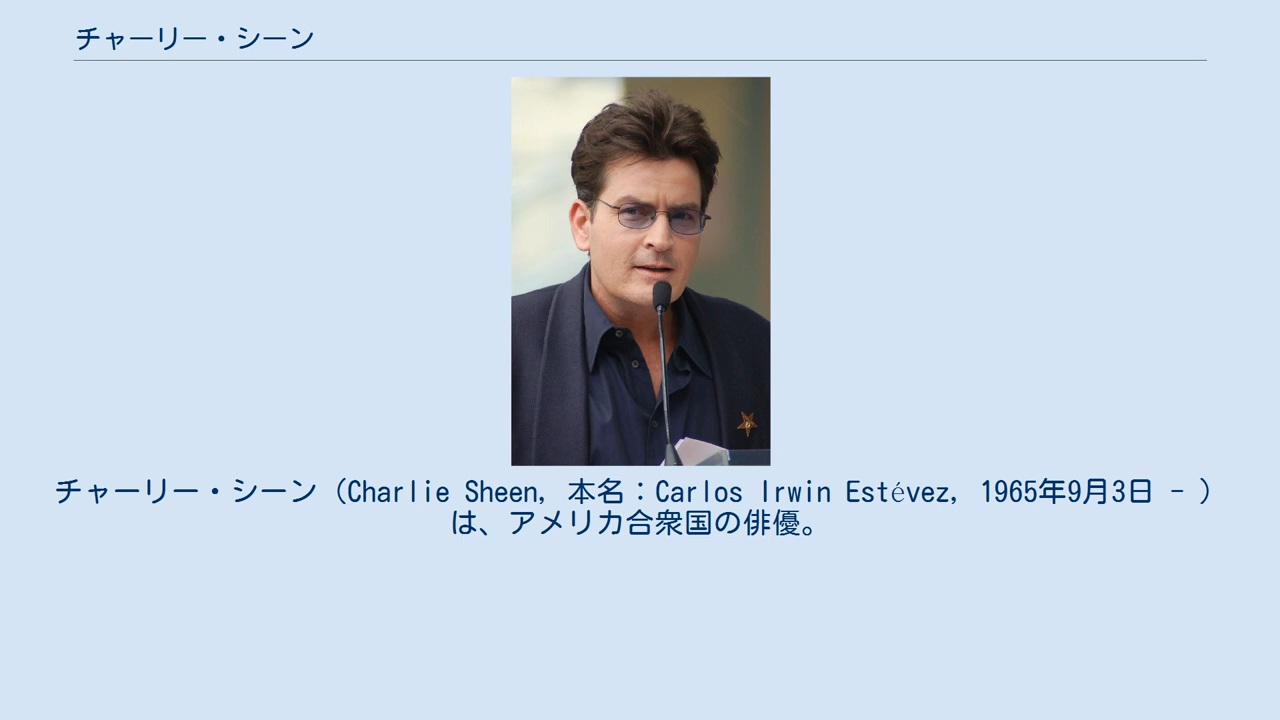 チャーリー・シーン
チャーリー・シーン（Charlie Sheen, 本名：Carlos Irwin Estévez, 1965年9月3日 - ）
は、アメリカ合衆国の俳優。